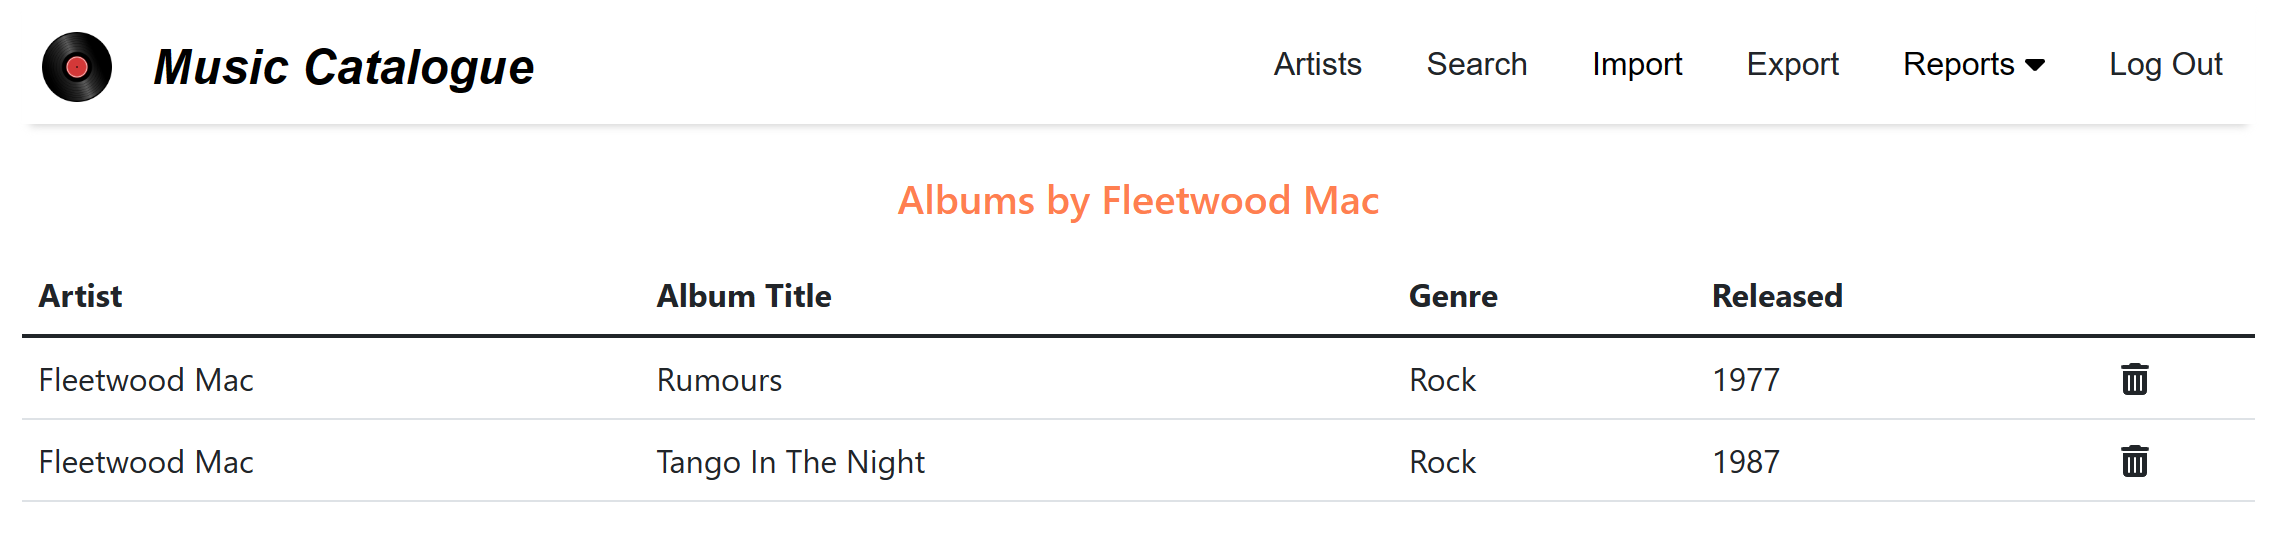 Music Catalogue Artists Search Import Export Reports Log Out
Albums by Fleetwood Mac
Artist Album Title Genre Released
Fleetwood Mac Rumours Rock 1977
Fleetwood Mac Tango In The Night Rock 1987